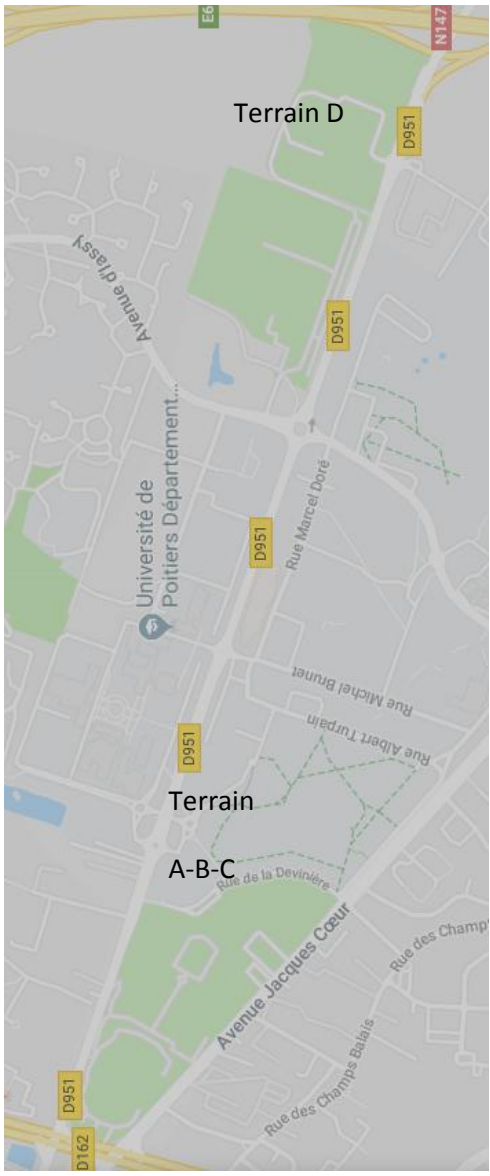 E6
N147
Terrain D
D951
Avenue d'Iassy
D951
Université de
Poitiers Département...
Rue Marcel Doré
D951
Rue Michel Brunet
Rue Albert Turpain
D951
Terrain
A-B-C
Rue de la Devinière
Avenue Jacques Cœur
Rue des Champs
Rue des Champs Balais
D951
D162